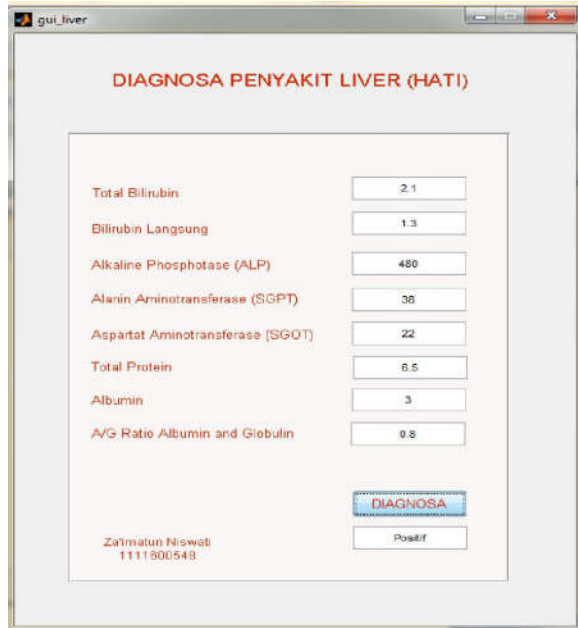 gui_liver
DIAGNOSA PENYAKIT LIVER (HATI)
Total Bilirubin 2.1
Bilirubin Langsung 1.3
Alkaline Phosphotase (ALP) 480
Alanin Aminotransferase (SGPT) 38
Aspartat Aminotransferase (SGOT) 22
Total Protein 6.5
Albumin 3
A/G Ratio Albumin and Globulin 0.8
DIAGNOSA
Positif
Za'imatun Niswati
1111600548